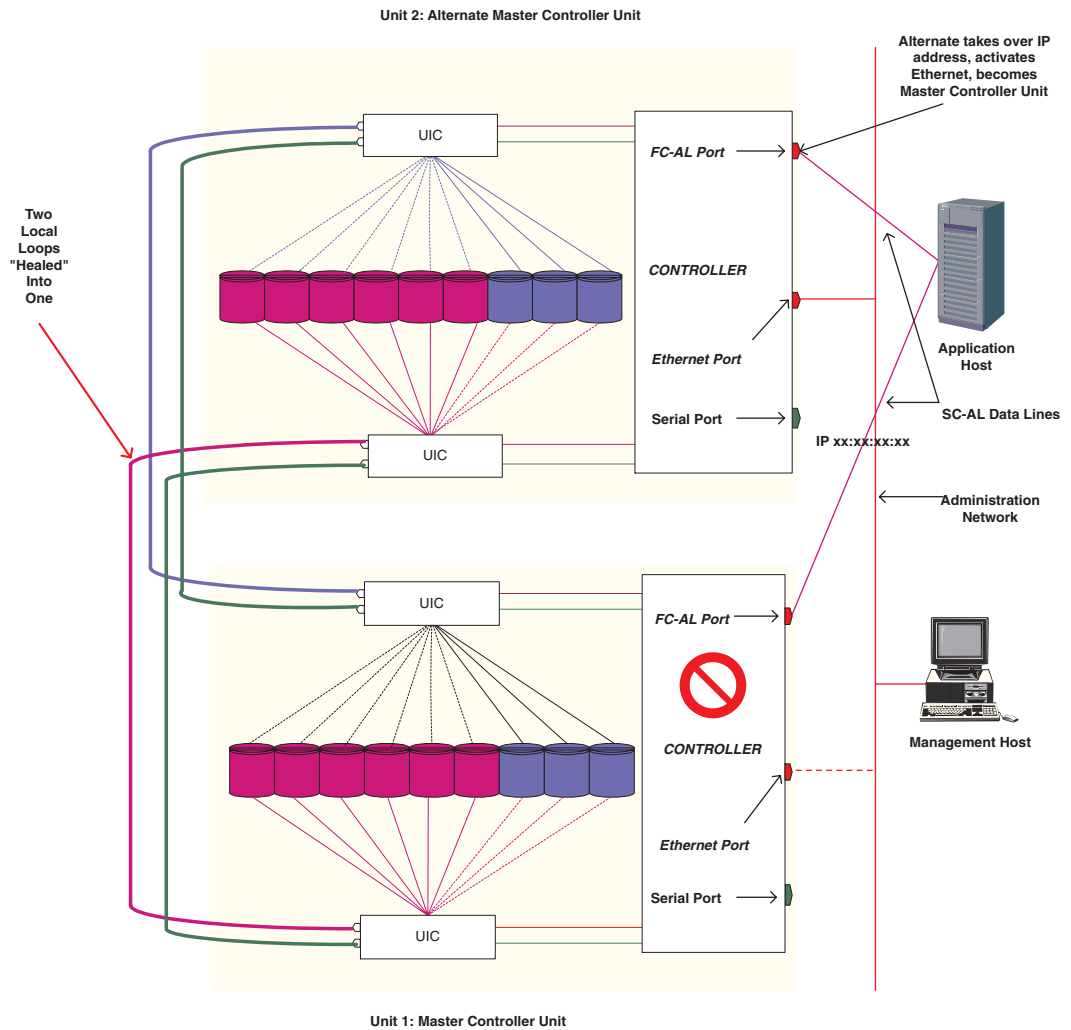 Unit 2: Alternate Master Controller Unit
Alternate takes over IP
address, activates
Ethernet, becomes
Master Controller Unit
UIC
FC-AL Port
Two
Local
Loops
"Healed"
Into
One
CONTROLLER
Ethernet Port
Application
Host
Serial Port
SC-AL Data Lines
UIC
IP xx:xx:xx:xx
Administration
Network
UIC
FC-AL Port
CONTROLLER
Management Host
Ethernet Port
Serial Port
UIC
Unit 1: Master Controller Unit